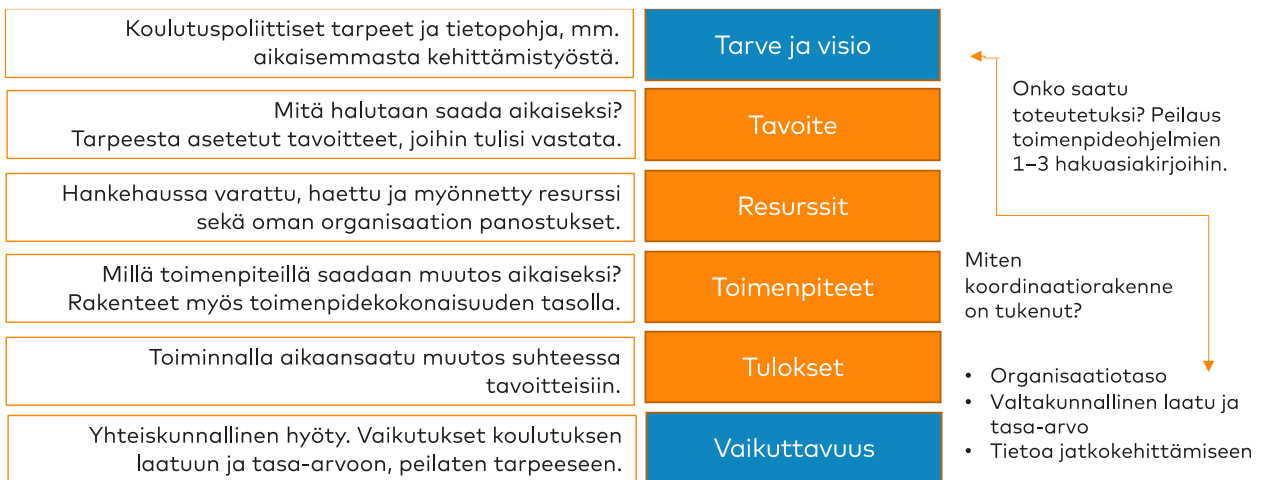 Koulutuspoliittiset tarpeet ja tietopohja, mm.
aikaisemmasta kehittämistyöstä.
Tarve ja visio
Mitä halutaan saada aikaiseksi?
Tarpeesta asetetut tavoitteet, joihin tulisi vastata.
Tavoite
Hankehaussa varattu, haettu ja myönnetty resurssi
sekä oman organisaation panostukset.
Resurssit
Millä toimenpiteillä saadaan muutos aikaiseksi?
Rakenteet myös toimenpidekokonaisuuden tasolla.
Toimenpiteet
Toiminnalla aikaansaatu muutos suhteessa
tavoitteisiin.
Tulokset
Yhteiskunnallinen hyöty. Vaikutukset koulutuksen
laatuun ja tasa-arvoon, peilaten tarpeeseen.
Vaikuttavuus
Onko saatu
toteutetuksi? Peilaus
toimenpideohjelmien
1–3 hakuasiakirjoihin.
Miten
koordinaatiorakenne
on tukenut?
• Organisaatiotaso
• Valtakunnallinen laatu ja
tasa-arvo
• Tietoa jatkokehittämiseen